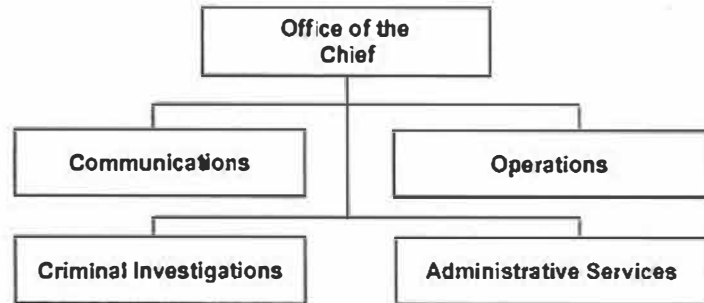 Office of the
Chief
Communications
Operations
Criminal Investigations
Administrative Services